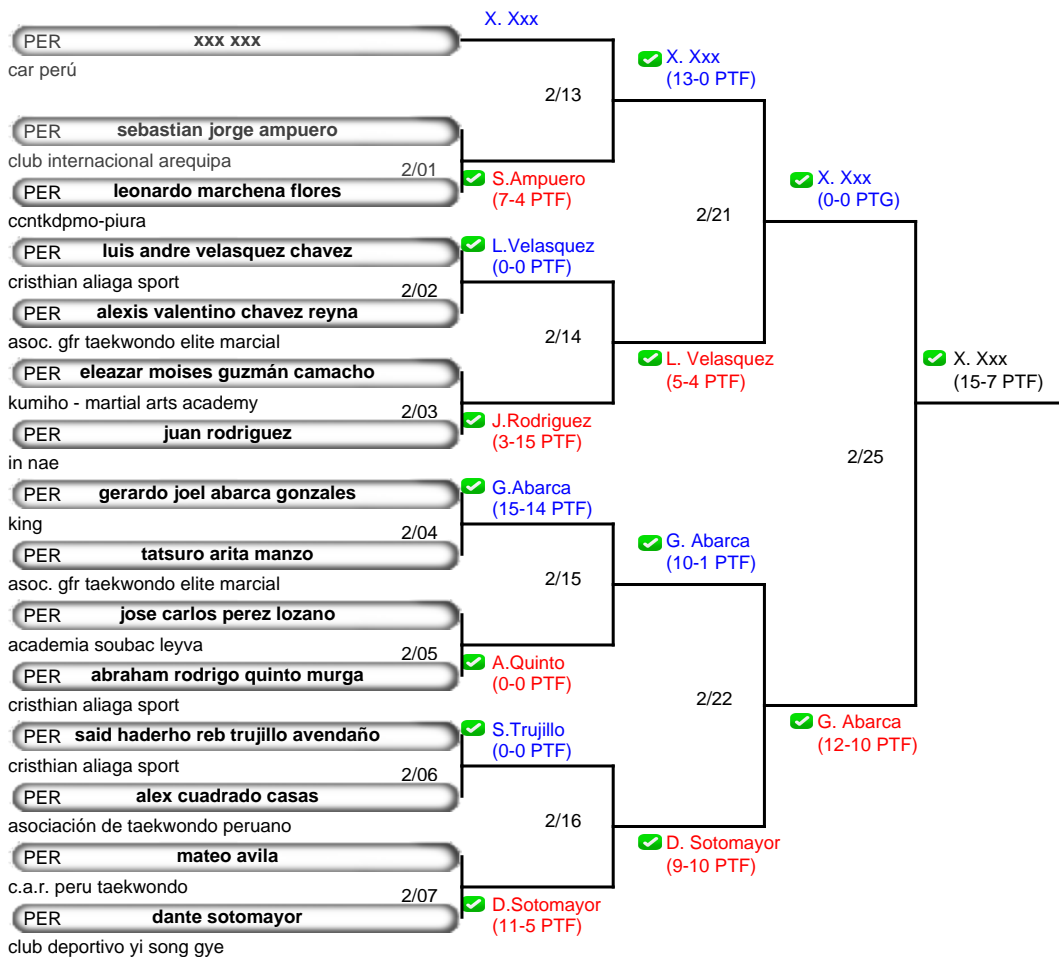 X. Xxx
PER xxx xxx
car perú
X. Xxx
(13-0 PTF)
2/13
PER sebastian jorge ampuero
club internacional arequipa
2/01
PER leonardo marchena flores
ccntkdpmo-piura
S.Ampuero
(7-4 PTF)
X. Xxx
(0-0 PTG)
2/21
PER luis andre velasquez chavez
cristhian aliaga sport
L.Velasquez
(0-0 PTF)
2/02
PER alexis valentino chavez reyna
asoc. gfr taekwondo elite marcial
2/14
L. Velasquez
(5-4 PTF)
PER eleazar moises guzmán camacho
kumiho - martial arts academy
2/03
PER juan rodriguez
in nae
J.Rodriguez
(3-15 PTF)
X. Xxx
(15-7 PTF)
2/25
PER gerardo joel abarca gonzales
king
G.Abarca
(15-14 PTF)
2/04
PER tatsuro arita manzo
asoc. gfr taekwondo elite marcial
G. Abarca
(10-1 PTF)
2/15
PER jose carlos perez lozano
academia soubac leyva
2/05
PER abraham rodrigo quinto murga
cristhian aliaga sport
A.Quinto
(0-0 PTF)
2/22
G. Abarca
(12-10 PTF)
PER said haderho reb trujillo avendaño
cristhian aliaga sport
S.Trujillo
(0-0 PTF)
2/06
PER alex cuadrado casas
asociación de taekwondo peruano
2/16
D. Sotomayor
(9-10 PTF)
PER mateo avila
c.a.r. peru taekwondo
2/07
PER dante sotomayor
club deportivo yi song gye
D.Sotomayor
(11-5 PTF)